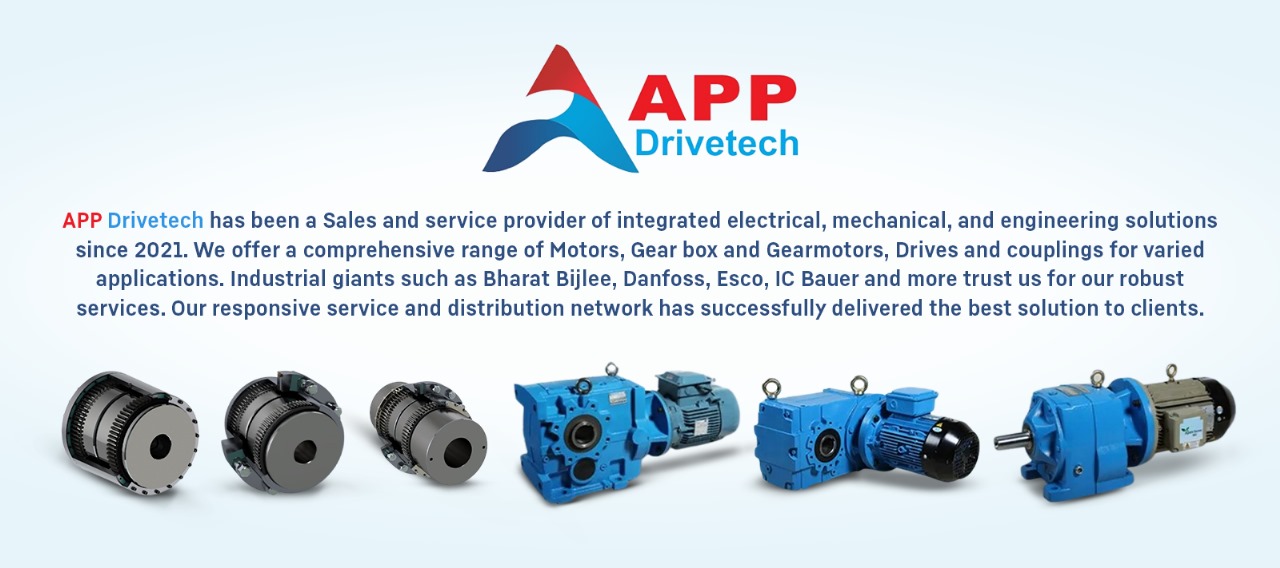 APP
Drivetech
APP Drivetech has been a Sales and service provider of integrated electrical, mechanical, and engineering solutions
since 2021. We offer a comprehensive range of Motors, Gear box and Gearmotors, Drives and couplings for varied
applications. Industrial giants such as Bharat Bijlee, Danfoss, Esco, IC Bauer and more trust us for our robust
services. Our responsive service and distribution network has successfully delivered the best solution to clients.